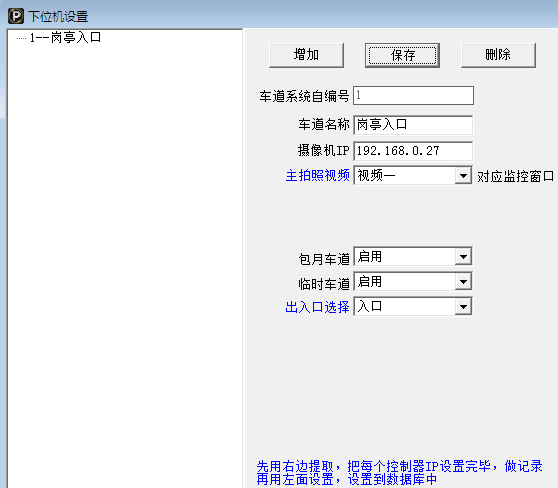 下位机设置
1--岗亭入口
增加 保存 删除
车道系统自编号 1
车道名称 岗亭入口
摄像机IP 192.168.0.27
主拍照视频 视频一 对应监控窗口
包月车道 启用
临时车道 启用
出入口选择 入口
先用右边提取，把每个控制器IP设置完毕，做记录
再用左面设置，设置到数据库中